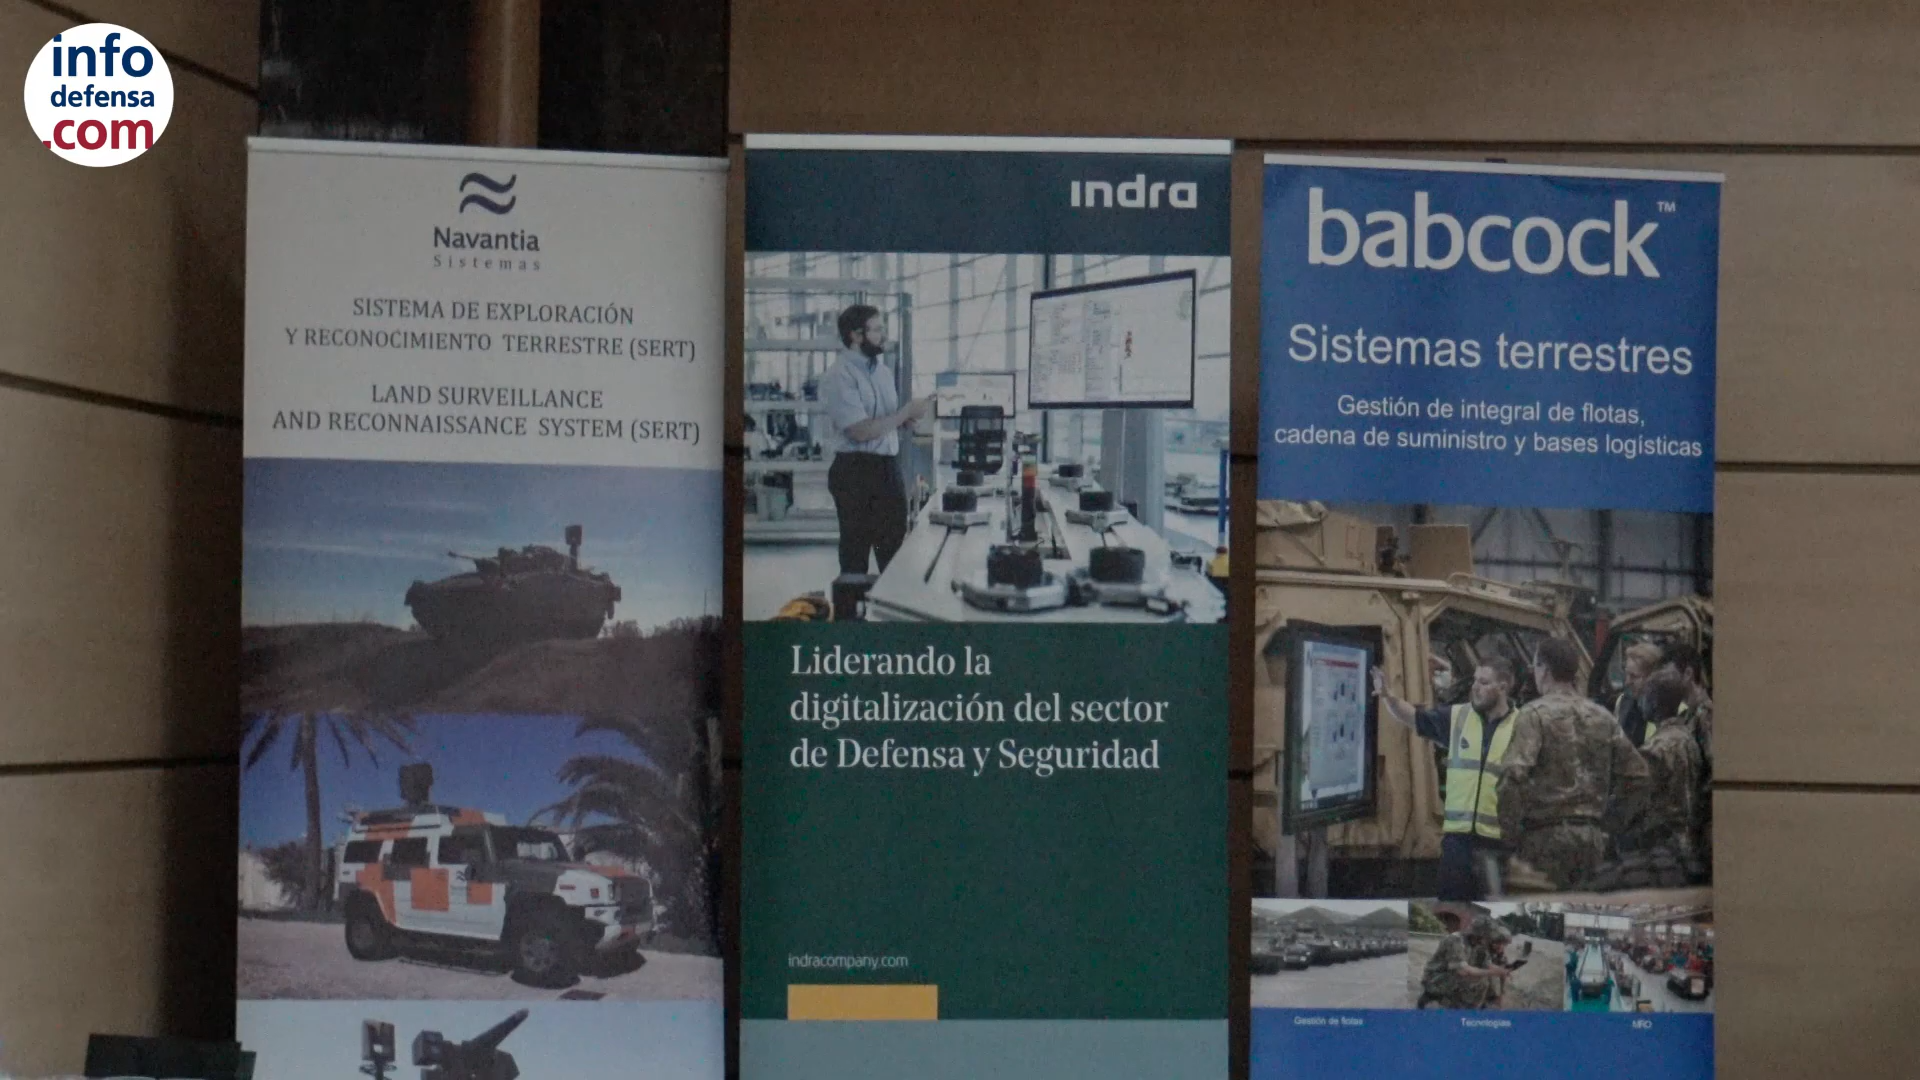 info
defensa
.com
Navantia
Sistemas
SISTEMA DE EXPLORACIÓN
Y RECONOCIMIENTO TERRESTRE (SERT)
LAND SURVEILLANCE
AND RECONNAISSANCE SYSTEM (SERT)
indra
Liderando la
digitalización del sector
de Defensa y Seguridad
indracompany.com
babcock™
Sistemas terrestres
Gestión de integral de flotas,
cadena de suministro y bases logísticas
Gestión de flotas
Tecnologías
MRO